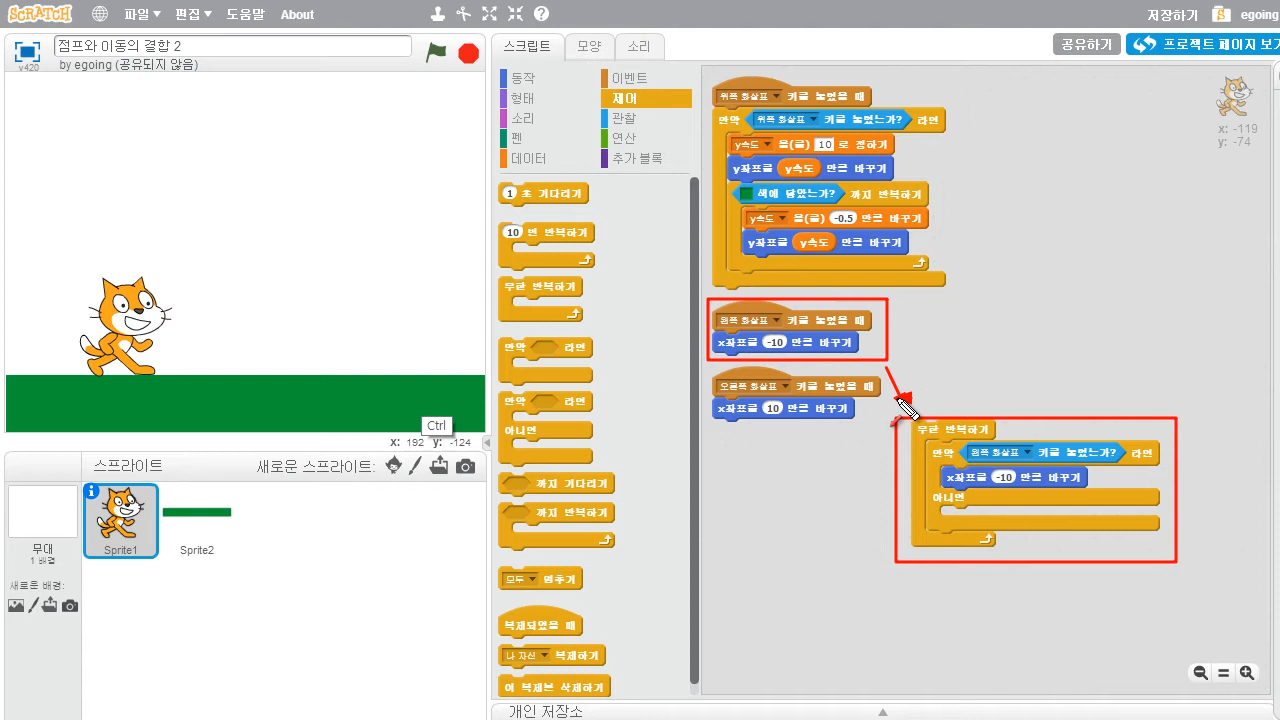 SCRATCH 파일 편집 도움말 About 저장하기 egoing
점프와 이동의 결합 2
by egoing (공유되지 않음)
v420
스크립트 모양 소리
공유하기 프로젝트 페이지 보기
동작 이벤트
형태 제어
소리 관찰
펜 연산
데이터 추가 블록
1 초 기다리기
10 번 반복하기
무한 반복하기
만약 라면
만약 라면
아니면
까지 기다리기
까지 반복하기
모두 멈추기
복제되었을 때
나 자신 복제하기
이 복제본 삭제하기
위쪽 화살표 키를 눌렀을 때
만약 위쪽 화살표 키를 눌렀는가? 라면
y속도 을(를) 10 로 정하기
y좌표를 y속도 만큼 바꾸기
색에 닿았는가? 까지 반복하기
y속도 을(를) -0.5 만큼 바꾸기
y좌표를 y속도 만큼 바꾸기
왼쪽 화살표 키를 눌렀을 때
x좌표를 -10 만큼 바꾸기
오른쪽 화살표 키를 눌렀을 때
x좌표를 10 만큼 바꾸기
무한 반복하기
만약 왼쪽 화살표 키를 눌렀는가? 라면
x좌표를 -10 만큼 바꾸기
아니면
x: -119
y: -74
Ctrl
x: 192 y: -124
스프라이트 새로운 스프라이트:
무대
1 배경
새로운 배경:
Sprite1
Sprite2
개인 저장소